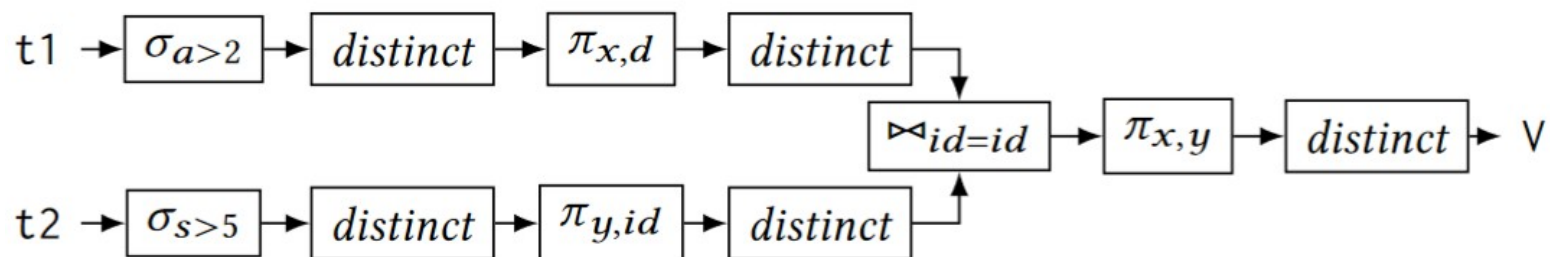 t1 σa>2 distinct πx,d distinct
⋈id=id πx,y distinct V
t2 σs>5 distinct πy,id distinct